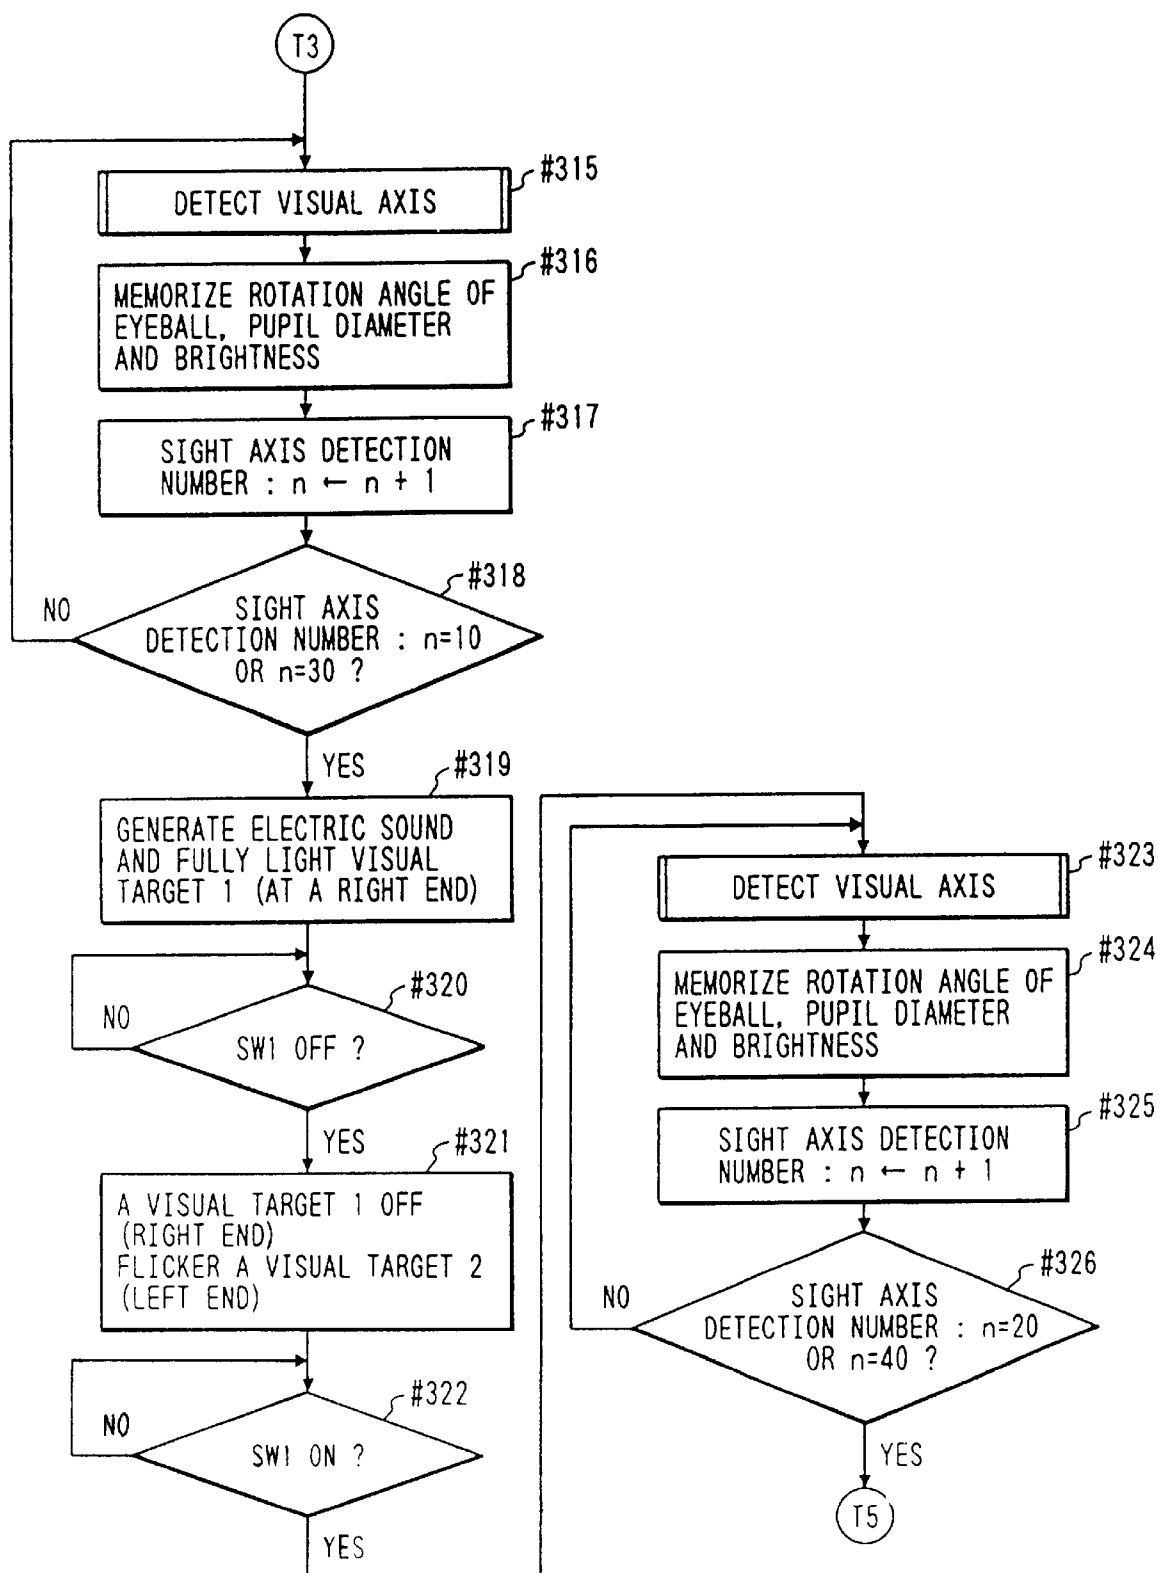 T3
#315
DETECT VISUAL AXIS
#316
MEMORIZE ROTATION ANGLE OF
EYEBALL, PUPIL DIAMETER
AND BRIGHTNESS
#317
SIGHT AXIS DETECTION
NUMBER : n ← n + 1
#318
NO
SIGHT AXIS
DETECTION NUMBER : n=10
OR n=30 ?
YES
#319
GENERATE ELECTRIC SOUND
AND FULLY LIGHT VISUAL
TARGET 1 (AT A RIGHT END)
#320
NO
SW1 OFF ?
YES
#321
A VISUAL TARGET 1 OFF
(RIGHT END)
FLICKER A VISUAL TARGET 2
(LEFT END)
#322
NO
SW1 ON ?
YES
#323
DETECT VISUAL AXIS
#324
MEMORIZE ROTATION ANGLE OF
EYEBALL, PUPIL DIAMETER
AND BRIGHTNESS
#325
SIGHT AXIS DETECTION
NUMBER : n ← n + 1
#326
NO
SIGHT AXIS
DETECTION NUMBER : n=20
OR n=40 ?
YES
T5